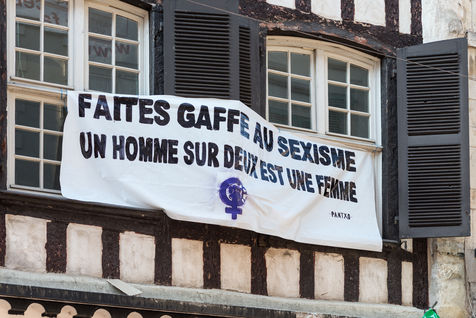 FAITES GAFFE AU SEXISME
UN HOMME SUR DEUX EST UNE FEMME
- PANTXO -